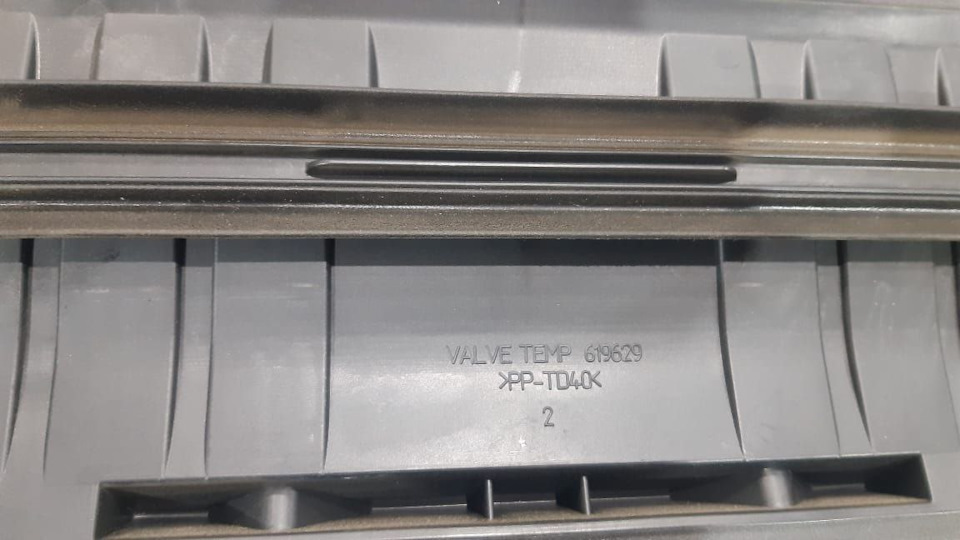 VALVE TEMP 619629
>PP-TD40<
2